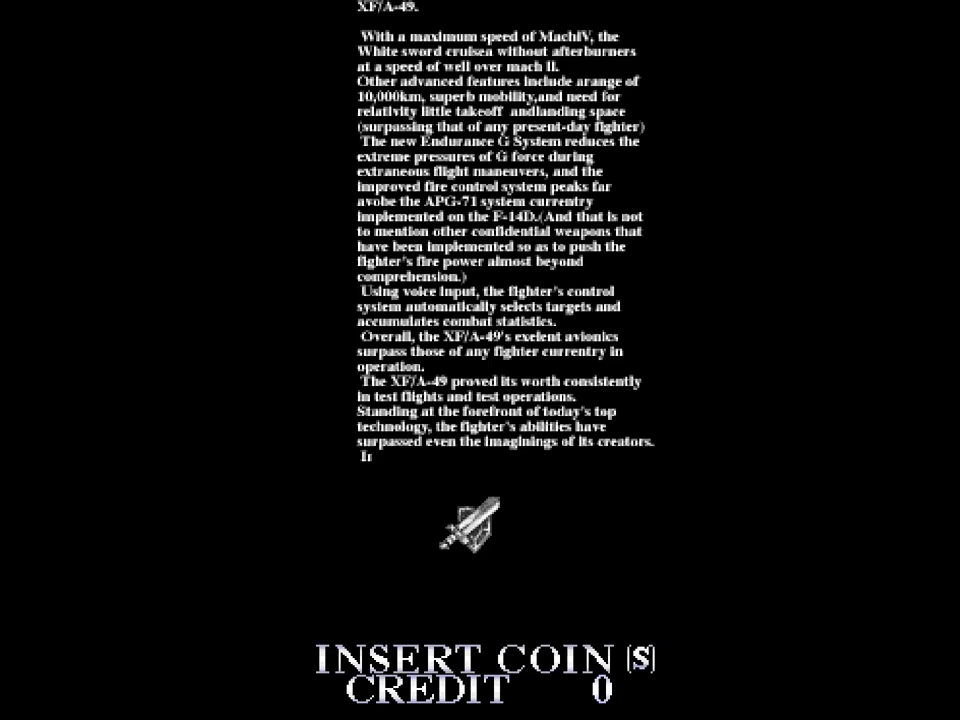 XF/A-49.
With a maximum speed of MachIV, the
White sword cruisea without afterburners
at a speed of well over mach II.
Other advanced features include arange of
10,000km, superb mobility,and need for
relativity little takeoff andlanding space
(surpassing that of any present-day fighter)
The new Endurance G System reduces the
extreme pressures of G force during
extraneous flight maneuvers, and the
improved fire control system peaks far
avobe the APG-71 system currentry
implemented on the F-14D.(And that is not
to mention other confidential weapons that
have been implemented so as to push the
fighter's fire power almost beyond
comprehension.)
Using voice input, the fighter's control
system automatically selects targets and
accumulates combat statistics.
Overall, the XF/A-49's exelent avionics
surpass those of any fighter currentry in
operation.
The XF/A-49 proved its worth consistently
in test flights and test operations.
Standing at the forefront of today's top
technology, the fighter's abilities have
surpassed even the imaginings of its creators.
In
INSERT COIN (S)
CREDIT 0